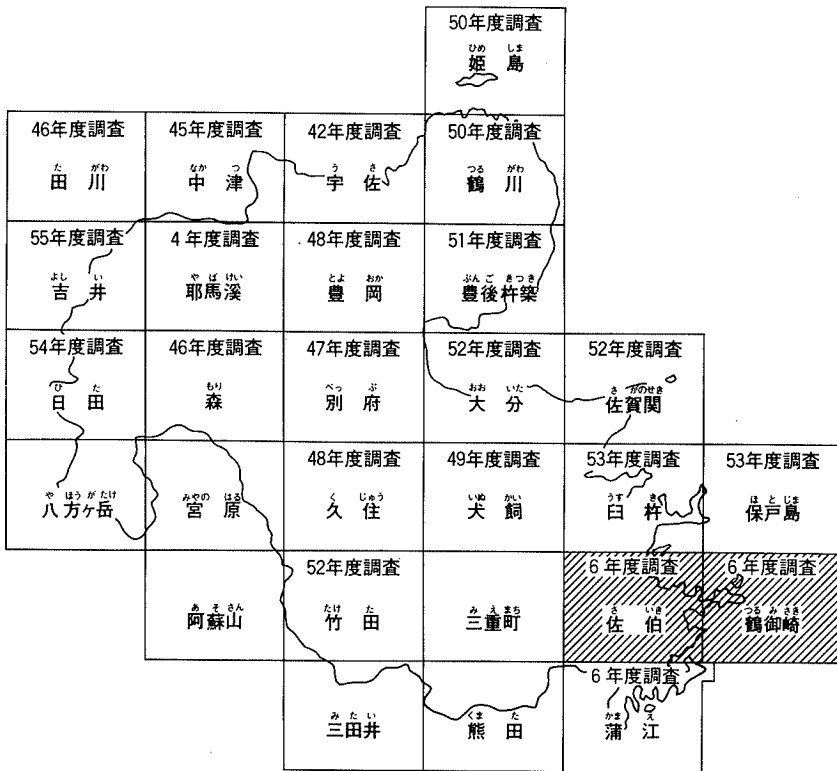 50年度調査
ひめ しま
姫島
46年度調査 45年度調査 42年度調査 50年度調査
た がわ なか つ う さ つる がわ
田川 中津 宇佐 鶴川
55年度調査 4年度調査 48年度調査 51年度調査
よし い や ば けい とよ おか ぶん ご き つき
吉井 耶馬溪 豊岡 豊後杵築
54年度調査 46年度調査 47年度調査 52年度調査 52年度調査
ひ た もり べっ ぷ おお いた さ がのせき
日田 森 別府 大分 佐賀関
48年度調査 49年度調査 53年度調査 53年度調査
や ほう が たけ みやの はる く じゅう いぬ かい うす き ほ と じま
八方ヶ岳 宮原 久住 犬飼 臼杵 保戸島
52年度調査 6年度調査 6年度調査
あ そ さん たけ た み え まち さ いき つる み さき
阿蘇山 竹田 三重町 佐伯 鶴御崎
6年度調査
み た い くま た かま え
三田井 熊田 蒲江